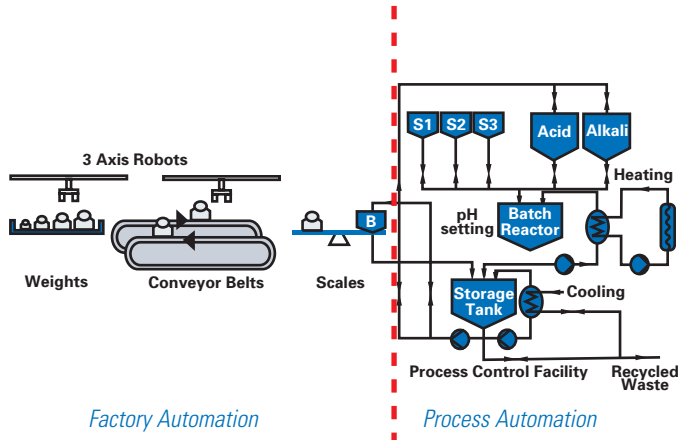 3 Axis Robots
Weights
Conveyor Belts
Scales
B
S1 S2 S3
Acid
Alkali
Heating
pH
setting
Batch
Reactor
Storage
Tank
Cooling
Process Control Facility
Recycled
Waste
Factory Automation
Process Automation